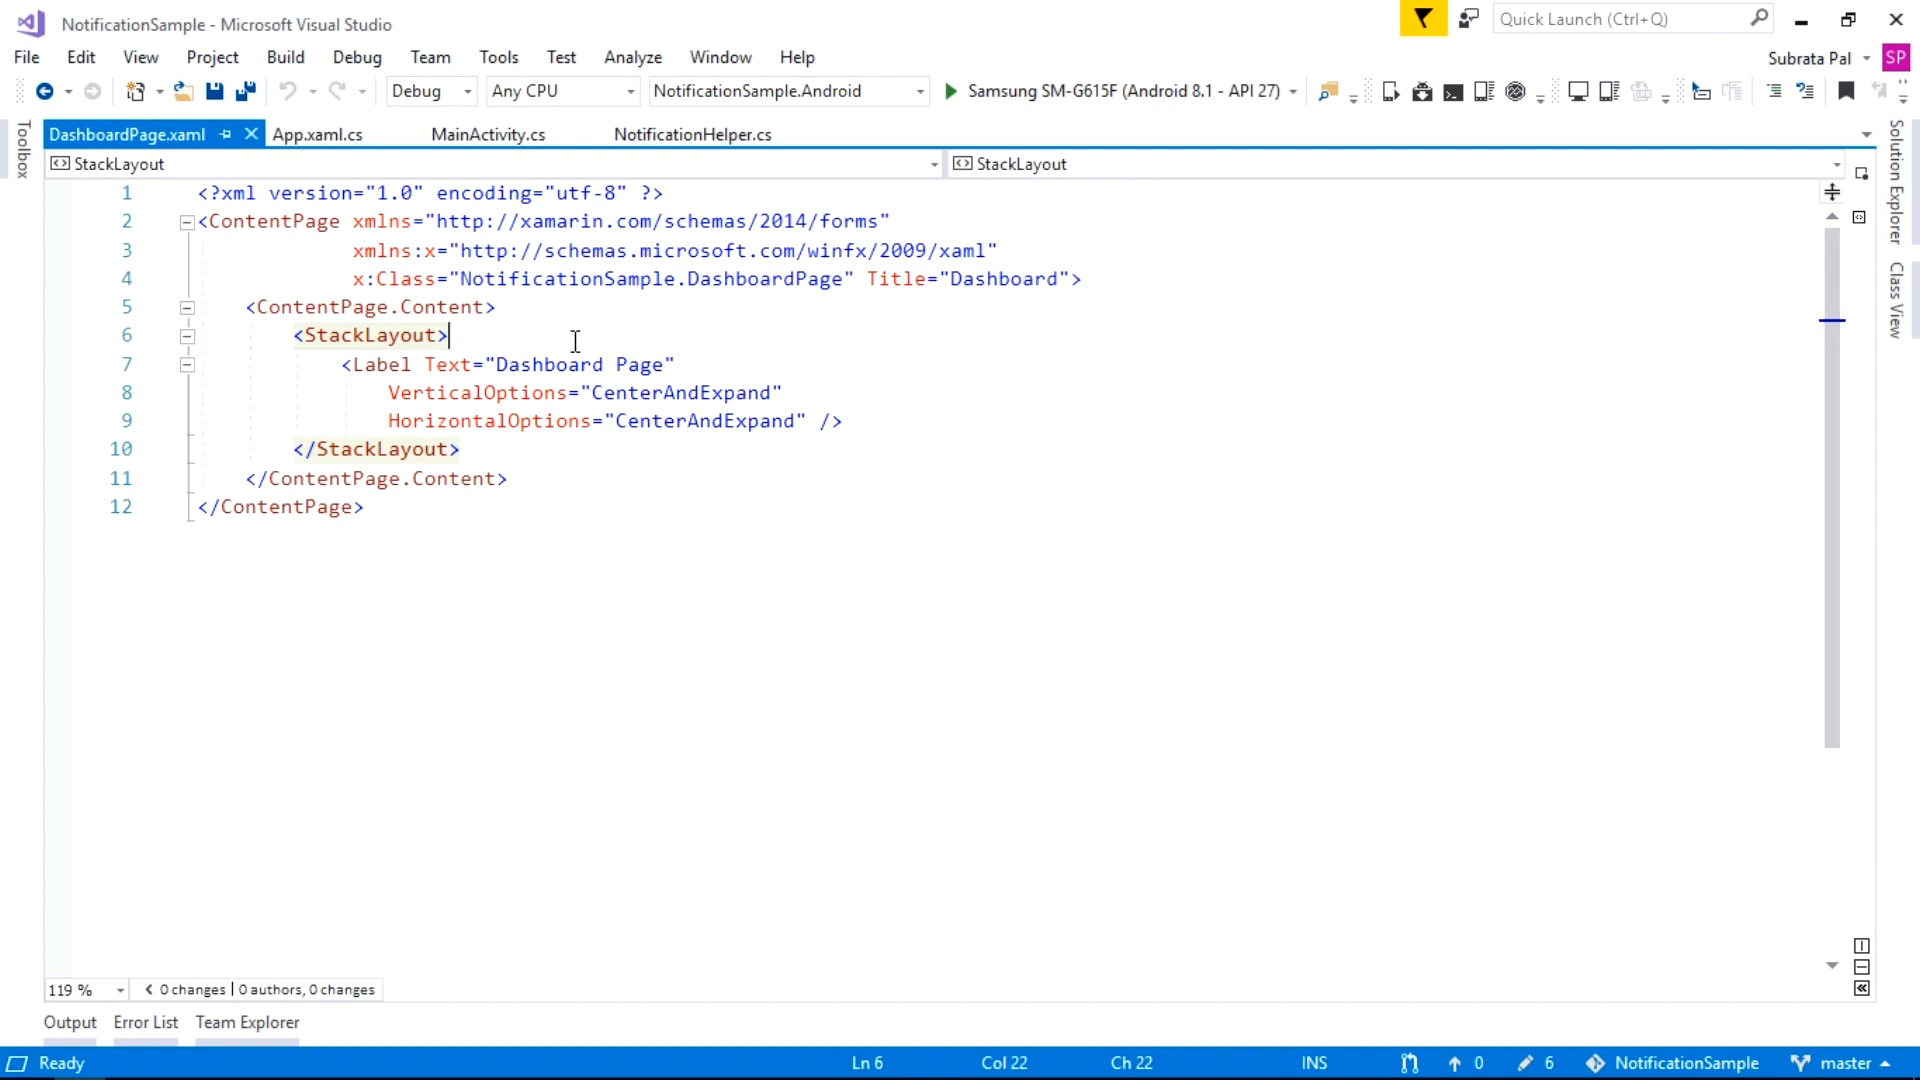 NotificationSample - Microsoft Visual Studio
Quick Launch (Ctrl+Q)
File Edit View Project Build Debug Team Tools Test Analyze Window Help
Subrata Pal SP
Debug Any CPU NotificationSample.Android Samsung SM-G615F (Android 8.1 - API 27)
Toolbox
DashboardPage.xaml App.xaml.cs MainActivity.cs NotificationHelper.cs
StackLayout StackLayout
Solution Explorer
Class View
1 <?xml version="1.0" encoding="utf-8" ?>
2 <ContentPage xmlns="http://xamarin.com/schemas/2014/forms"
3 xmlns:x="http://schemas.microsoft.com/winfx/2009/xaml"
4 x:Class="NotificationSample.DashboardPage" Title="Dashboard">
5 <ContentPage.Content>
6 <StackLayout>
7 <Label Text="Dashboard Page"
8 VerticalOptions="CenterAndExpand"
9 HorizontalOptions="CenterAndExpand" />
10 </StackLayout>
11 </ContentPage.Content>
12 </ContentPage>
119 % 0 changes | 0 authors, 0 changes
Output Error List Team Explorer
Ready Ln 6 Col 22 Ch 22 INS 0 6 NotificationSample master